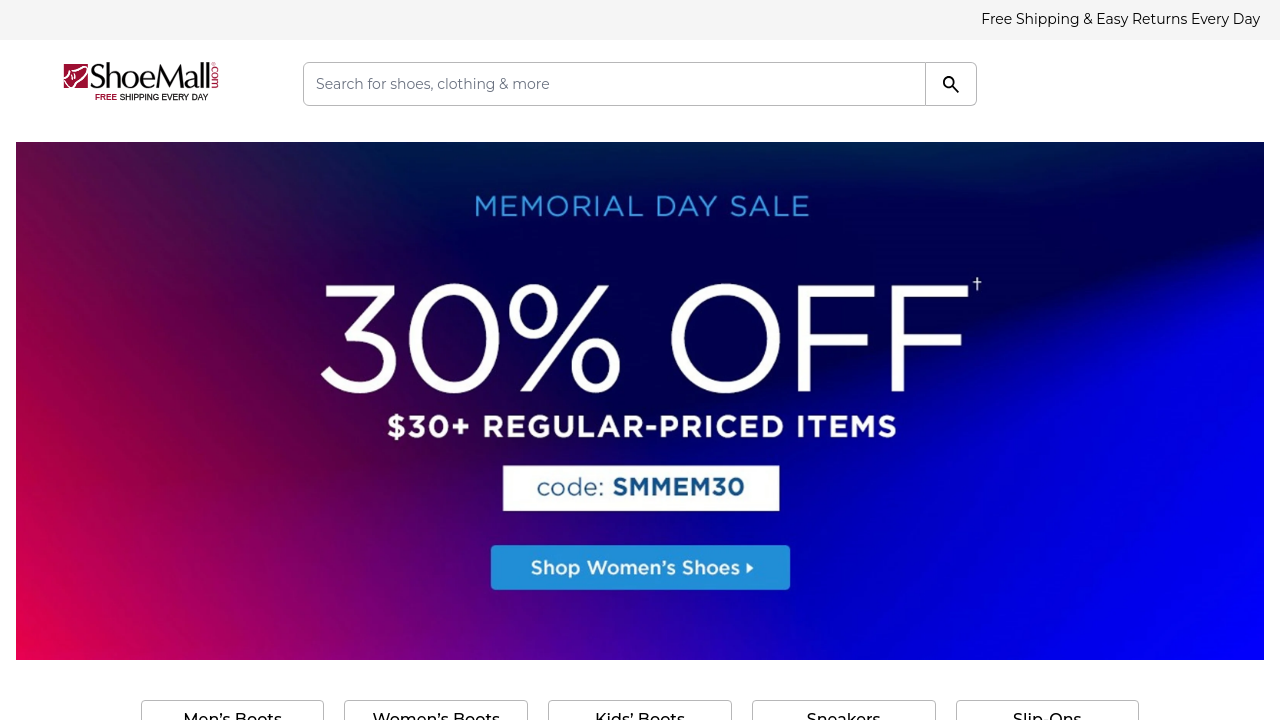 Free Shipping & Easy Returns Every Day
ShoeMall.com
FREE SHIPPING EVERY DAY
Search for shoes, clothing & more
MEMORIAL DAY SALE
30% OFF†
$30+ REGULAR-PRICED ITEMS
code: SMMEM30
Shop Women's Shoes
Men's Boots
Women's Boots
Kids' Boots
Sneakers
Slip-Ons